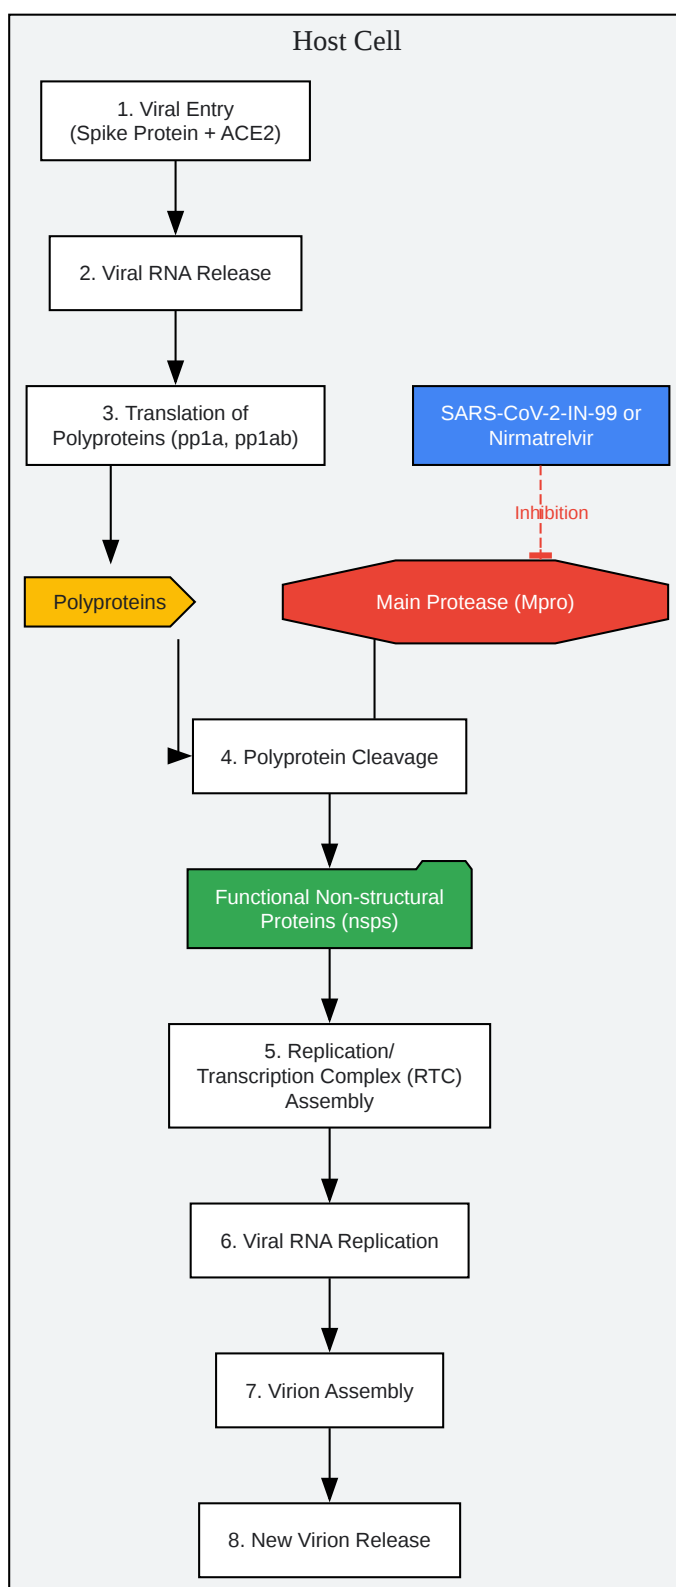 Host Cell
1. Viral Entry
(Spike Protein + ACE2)
2. Viral RNA Release
3. Translation of
Polyproteins (pp1a, pp1ab)
SARS-CoV-2-IN-99 or
Nirmatrelvir
Inhibition
Polyproteins
Main Protease (Mpro)
4. Polyprotein Cleavage
Functional Non-structural
Proteins (nsps)
5. Replication/
Transcription Complex (RTC)
Assembly
6. Viral RNA Replication
7. Virion Assembly
8. New Virion Release